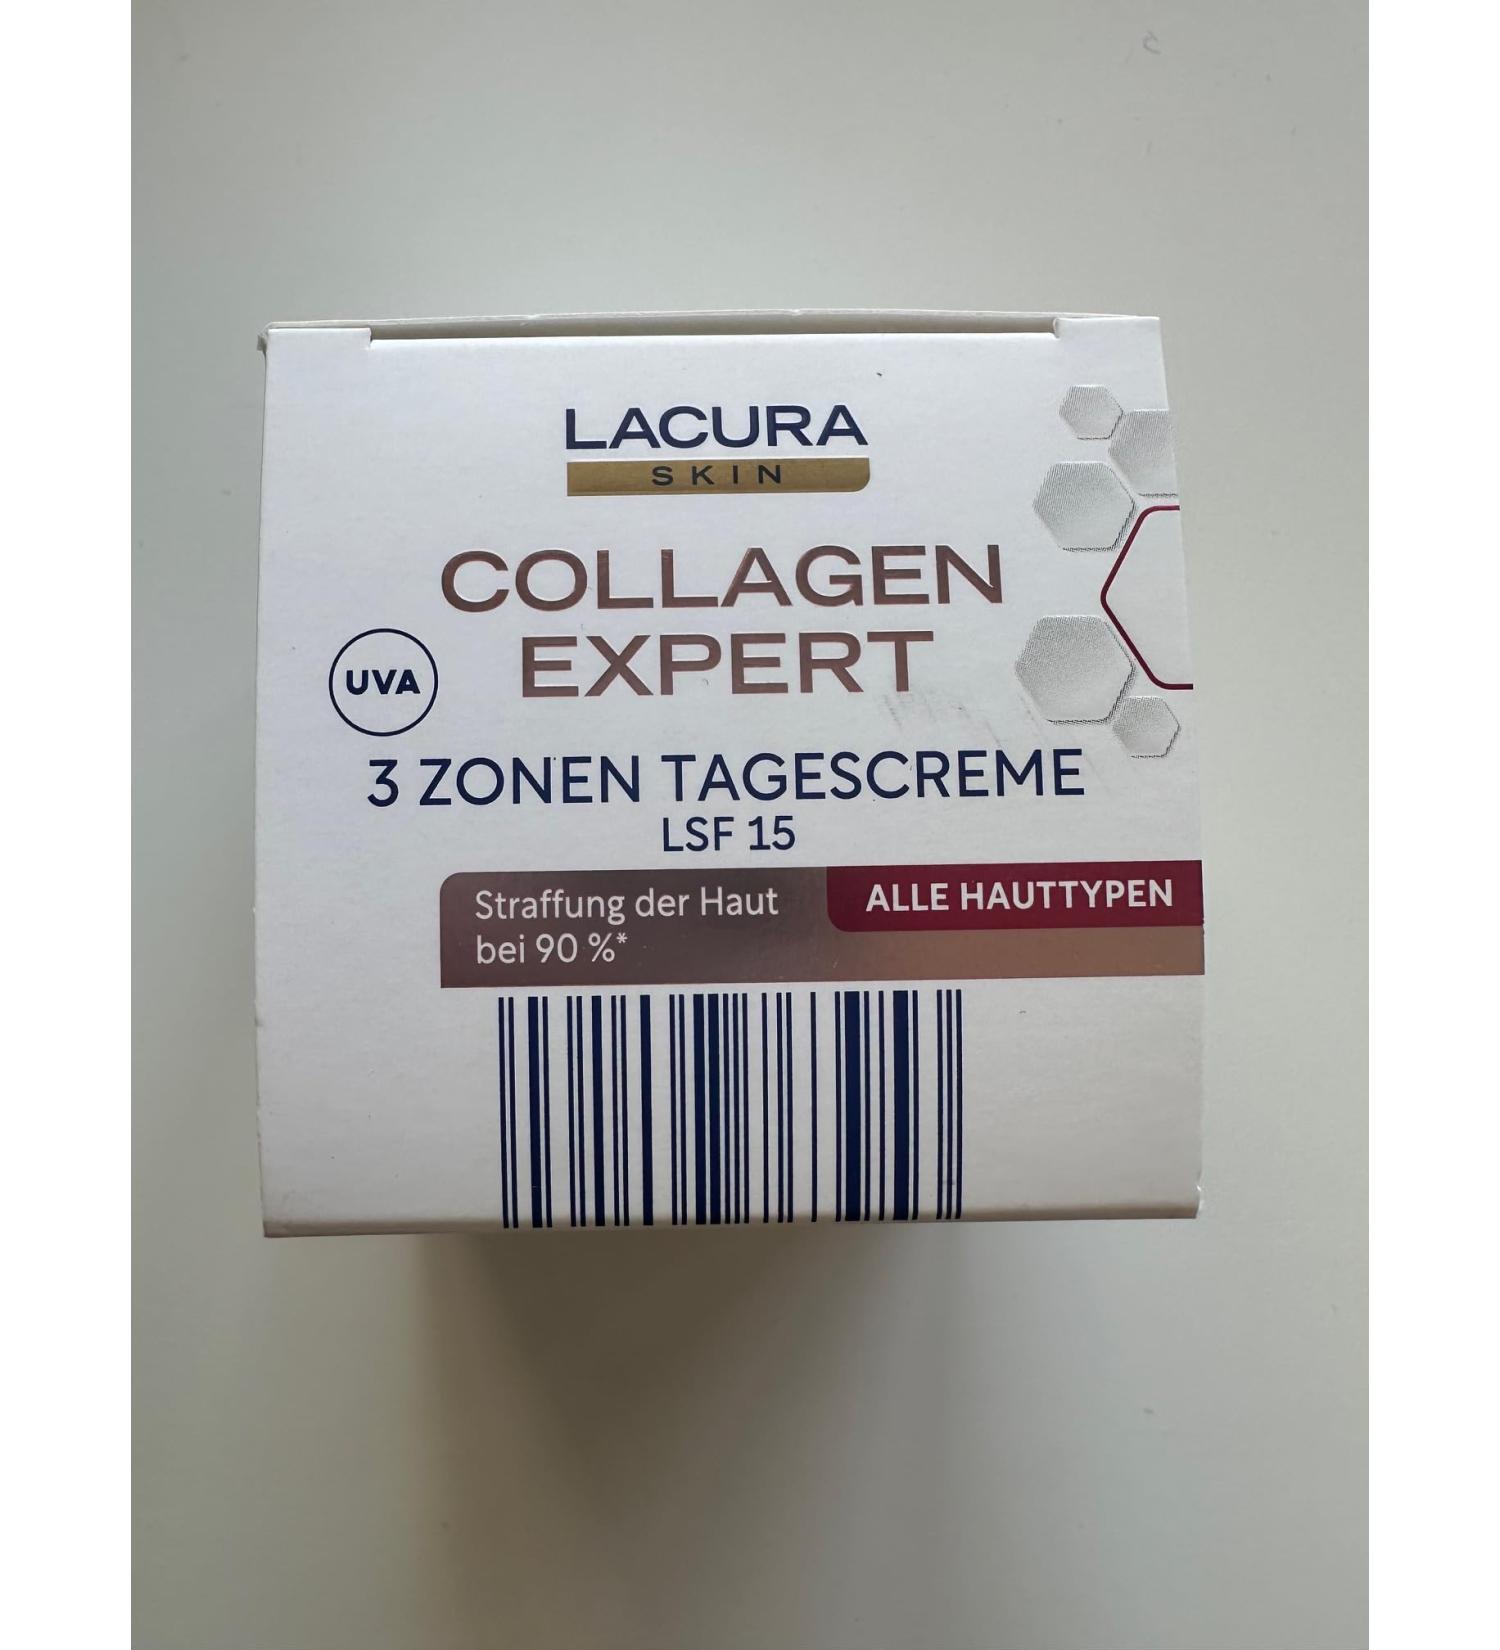 LACURA
SKIN
COLLAGEN
EXPERT
UVA
3 ZONEN TAGESCREME
LSF 15
Straffung der Haut
bei 90 %*
ALLE HAUTTYPEN